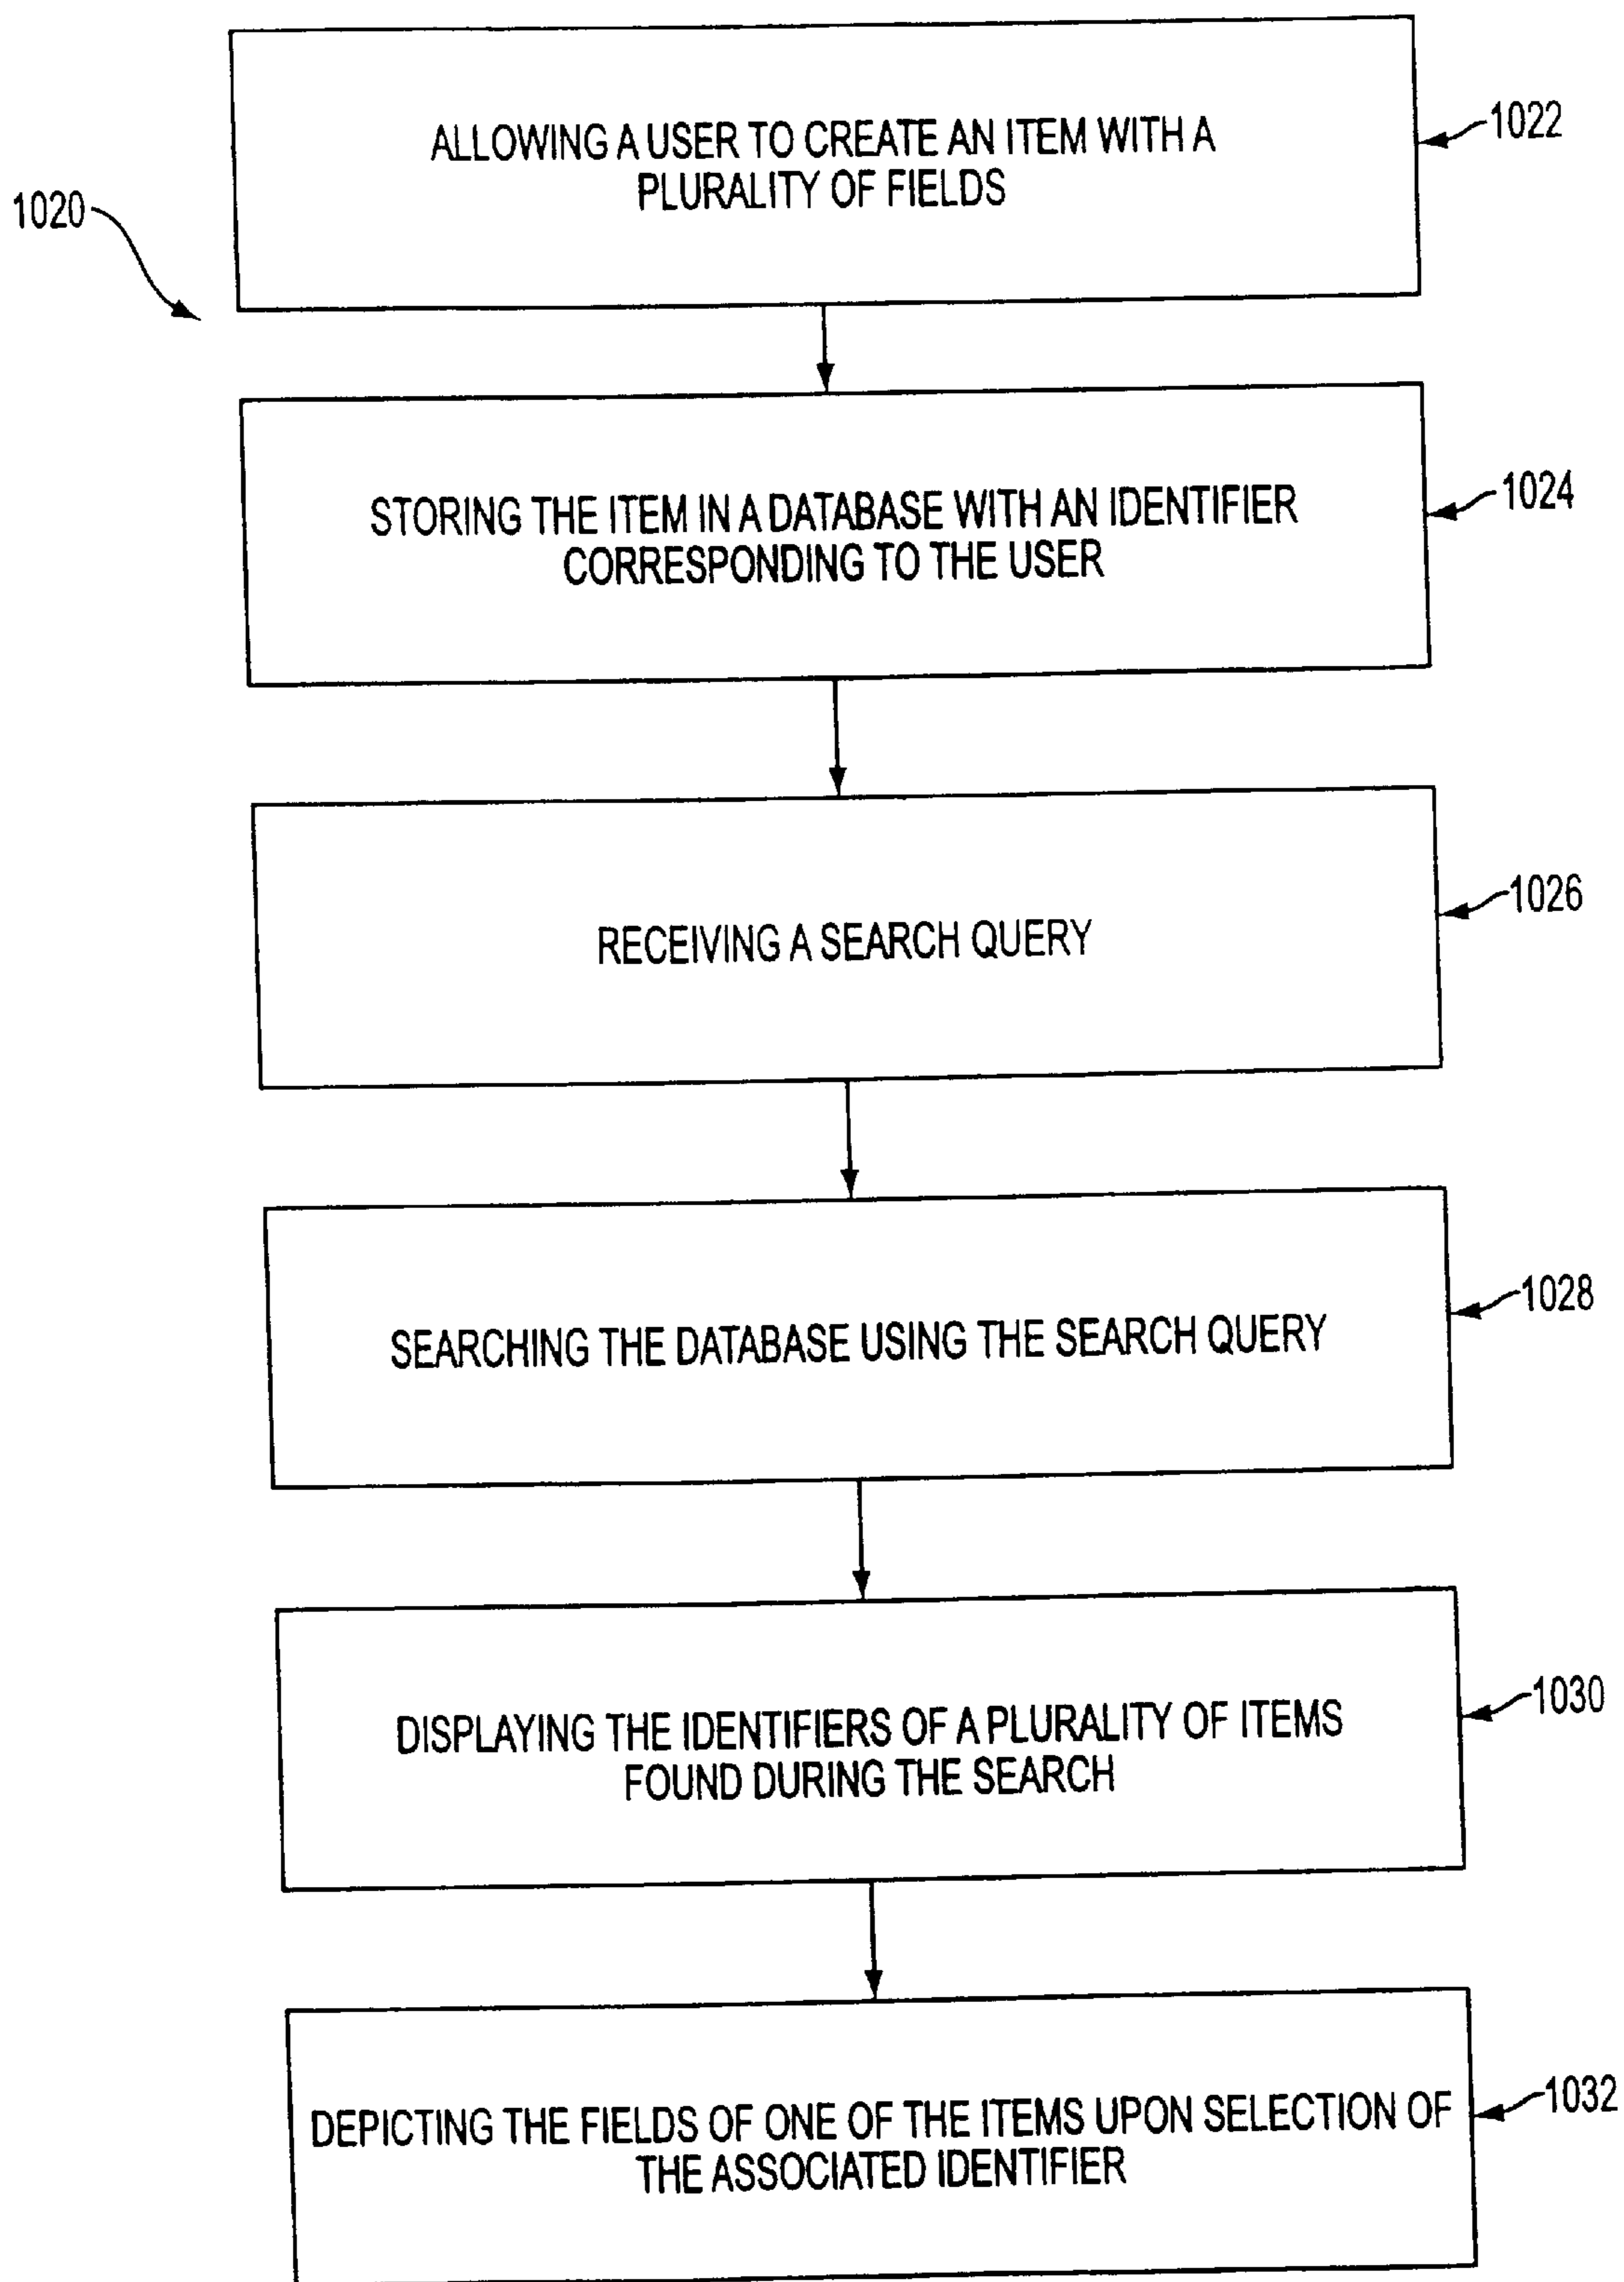 ALLOWING A USER TO CREATE AN ITEM WITH A
PLURALITY OF FIELDS
1022
1020
STORING THE ITEM IN A DATABASE WITH AN IDENTIFIER
CORRESPONDING TO THE USER
1024
RECEIVING A SEARCH QUERY
1026
SEARCHING THE DATABASE USING THE SEARCH QUERY
1028
DISPLAYING THE IDENTIFIERS OF A PLURALITY OF ITEMS
FOUND DURING THE SEARCH
1030
DEPICTING THE FIELDS OF ONE OF THE ITEMS UPON SELECTION OF
THE ASSOCIATED IDENTIFIER
1032